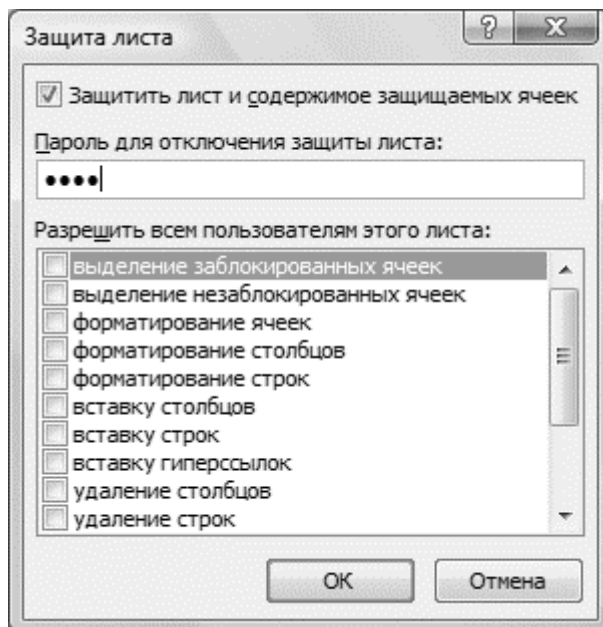 Защита листа
Защитить лист и содержимое защищаемых ячеек
Пароль для отключения защиты листа:
••••
Разрешить всем пользователям этого листа:
выделение заблокированных ячеек
выделение незаблокированных ячеек
форматирование ячеек
форматирование столбцов
форматирование строк
вставку столбцов
вставку строк
вставку гиперссылок
удаление столбцов
удаление строк
ОК Отмена